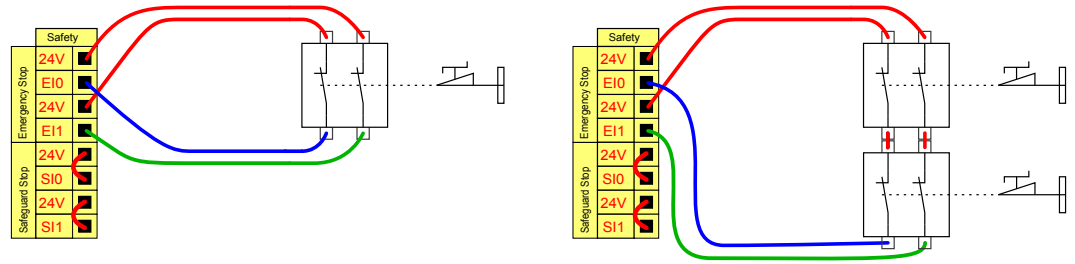 Safety
Emergency Stop
24V
EI0
24V
EI1
Safeguard Stop
24V
SI0
24V
SI1
Safety
Emergency Stop
24V
EI0
24V
EI1
Safeguard Stop
24V
SI0
24V
SI1